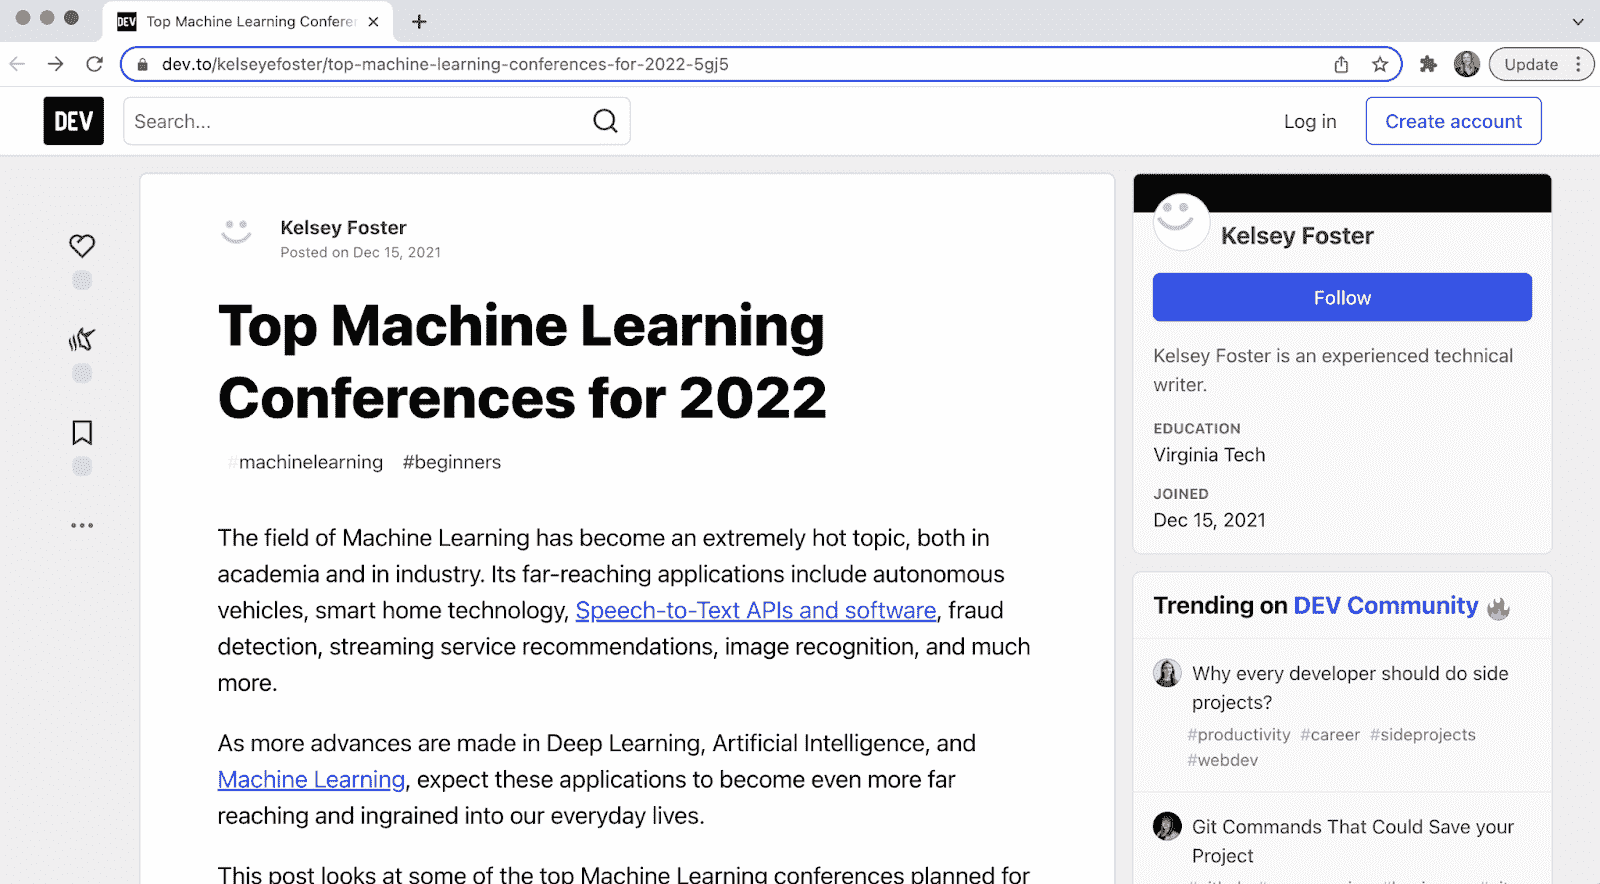 DEV Top Machine Learning Conferen
dev.to/kelseyefoster/top-machine-learning-conferences-for-2022-5gj5
Update
DEV
Search...
Log in
Create account
Kelsey Foster
Posted on Dec 15, 2021
Top Machine Learning
Conferences for 2022
#machinelearning #beginners
The field of Machine Learning has become an extremely hot topic, both in
academia and in industry. Its far-reaching applications include autonomous
vehicles, smart home technology, Speech-to-Text APIs and software, fraud
detection, streaming service recommendations, image recognition, and much
more.
As more advances are made in Deep Learning, Artificial Intelligence, and
Machine Learning, expect these applications to become even more far
reaching and ingrained into our everyday lives.
This post looks at some of the top Machine Learning conferences planned for
Kelsey Foster
Follow
Kelsey Foster is an experienced technical
writer.
EDUCATION
Virginia Tech
JOINED
Dec 15, 2021
Trending on DEV Community
Why every developer should do side
projects?
#productivity #career #sideprojects
#webdev
Git Commands That Could Save your
Project